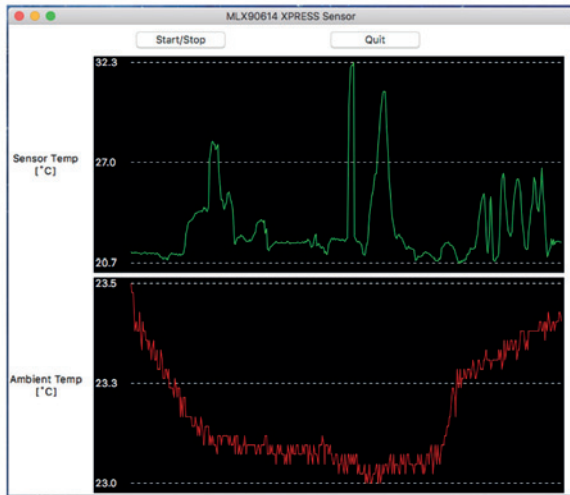 MLX90614 XPRESS Sensor
Start/Stop
Quit
32.3
Sensor Temp
[˚C]
27.0
20.7
23.5
Ambient Temp
[˚C]
23.3
23.0